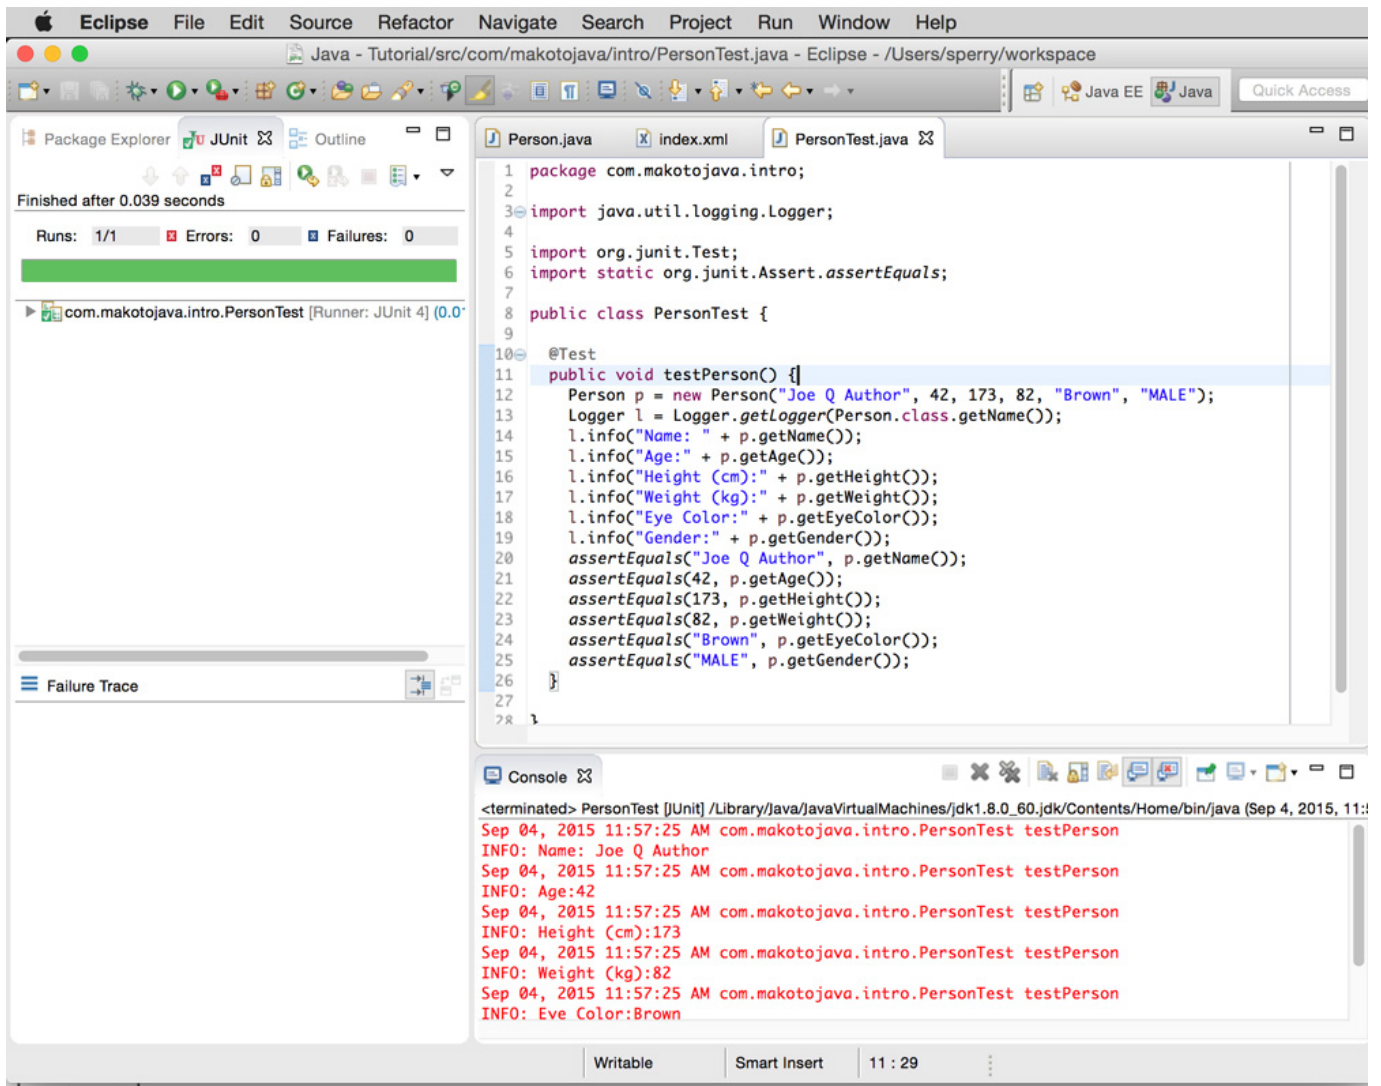 Eclipse File Edit Source Refactor Navigate Search Project Run Window Help
Java - Tutorial/src/com/makotojava/intro/PersonTest.java - Eclipse - /Users/sperry/workspace
Java EE Java Quick Access
Package Explorer JUnit Outline
Finished after 0.039 seconds
Runs: 1/1 Errors: 0 Failures: 0
com.makotojava.intro.PersonTest [Runner: JUnit 4] (0.0
Failure Trace
Person.java index.xml PersonTest.java
1 package com.makotojava.intro;
2
3 import java.util.logging.Logger;
4
5 import org.junit.Test;
6 import static org.junit.Assert.assertEquals;
7
8 public class PersonTest {
9
10 @Test
11 public void testPerson() {
12 Person p = new Person("Joe Q Author", 42, 173, 82, "Brown", "MALE");
13 Logger l = Logger.getLogger(Person.class.getName());
14 l.info("Name: " + p.getName());
15 l.info("Age:" + p.getAge());
16 l.info("Height (cm):" + p.getHeight());
17 l.info("Weight (kg):" + p.getWeight());
18 l.info("Eye Color:" + p.getEyeColor());
19 l.info("Gender:" + p.getGender());
20 assertEquals("Joe Q Author", p.getName());
21 assertEquals(42, p.getAge());
22 assertEquals(173, p.getHeight());
23 assertEquals(82, p.getWeight());
24 assertEquals("Brown", p.getEyeColor());
25 assertEquals("MALE", p.getGender());
26 }
27
28 }
Console
<terminated> PersonTest [JUnit] /Library/Java/JavaVirtualMachines/jdk1.8.0_60.jdk/Contents/Home/bin/java (Sep 4, 2015, 11:5
Sep 04, 2015 11:57:25 AM com.makotojava.intro.PersonTest testPerson
INFO: Name: Joe Q Author
Sep 04, 2015 11:57:25 AM com.makotojava.intro.PersonTest testPerson
INFO: Age:42
Sep 04, 2015 11:57:25 AM com.makotojava.intro.PersonTest testPerson
INFO: Height (cm):173
Sep 04, 2015 11:57:25 AM com.makotojava.intro.PersonTest testPerson
INFO: Weight (kg):82
Sep 04, 2015 11:57:25 AM com.makotojava.intro.PersonTest testPerson
INFO: Eye Color:Brown
Writable Smart Insert 11 : 29